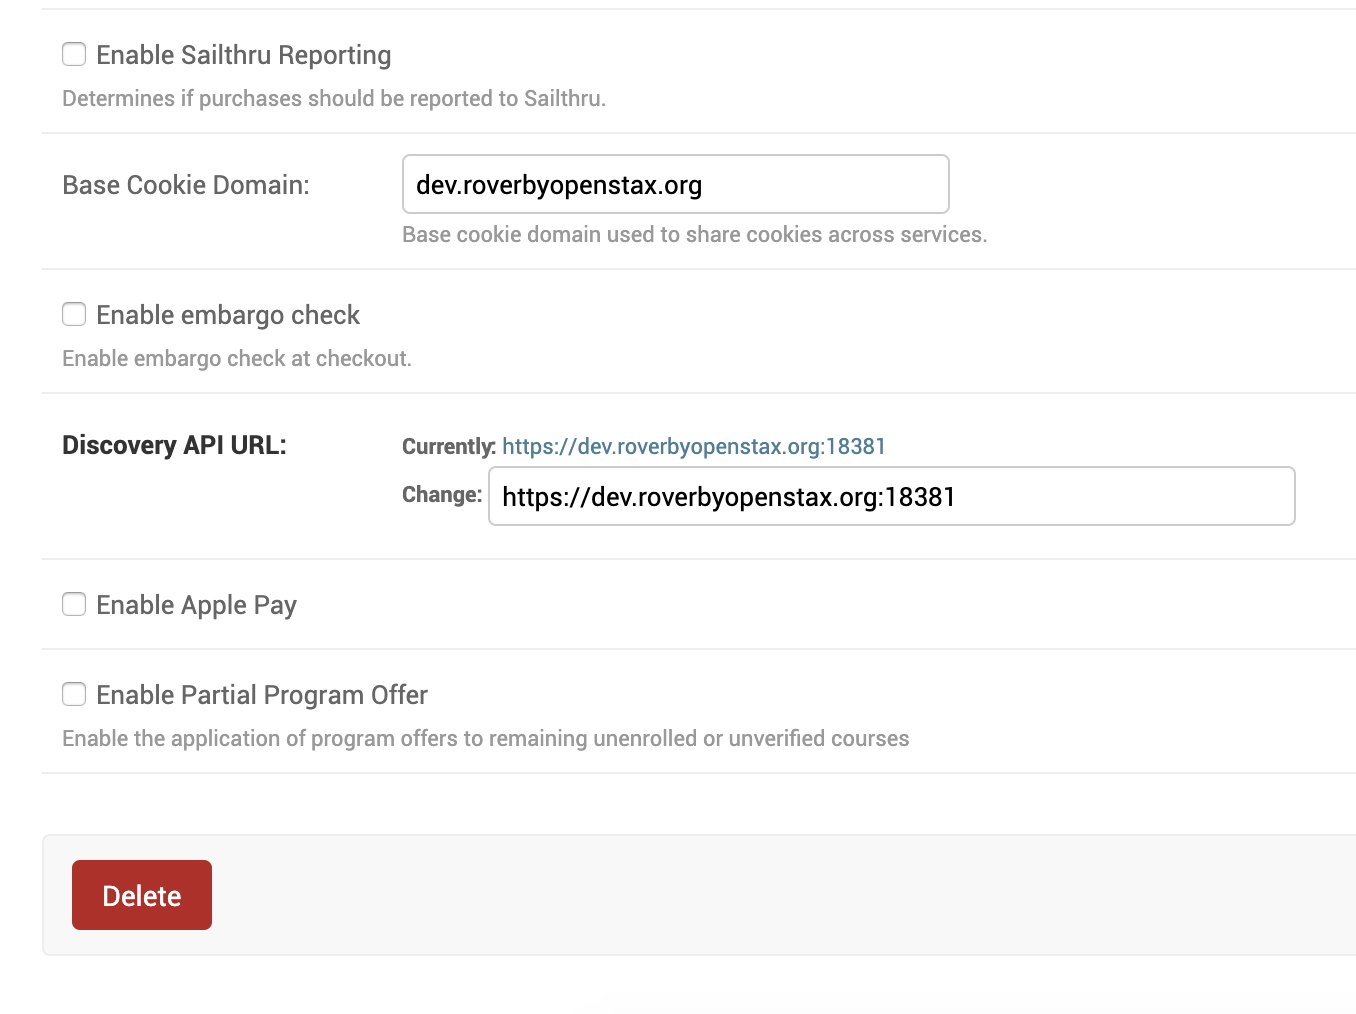 Enable Sailthru Reporting
Determines if purchases should be reported to Sailthru.
Base Cookie Domain:
dev.roverbyopenstax.org
Base cookie domain used to share cookies across services.
Enable embargo check
Enable embargo check at checkout.
Discovery API URL:
Currently: https://dev.roverbyopenstax.org:18381
Change: https://dev.roverbyopenstax.org:18381
Enable Apple Pay
Enable Partial Program Offer
Enable the application of program offers to remaining unenrolled or unverified courses
Delete